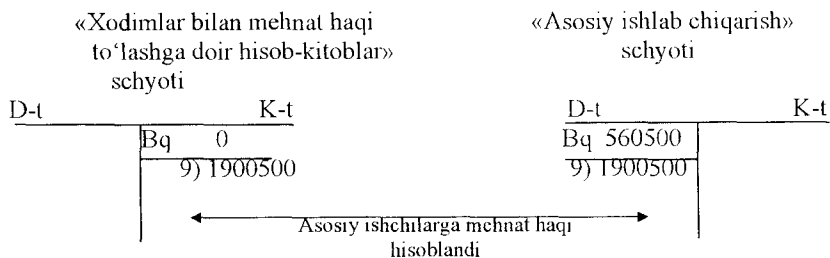 «Xodimlar bilan mehnat haqi
to‘lashga doir hisob-kitoblar»
schyoti
D-t K-t
Bq 0
9) 1900500
«Asosiy ishlab chiqarish»
schyoti
D-t K-t
Bq 560500
9) 1900500
Asosiy ishchilarga mehnat haqi
hisoblandi